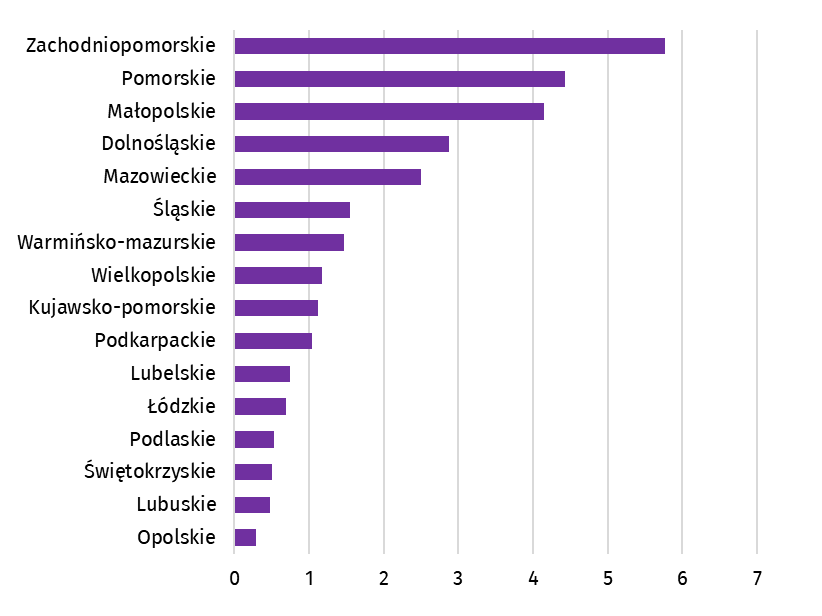 Zachodniopomorskie
Pomorskie
Małopolskie
Dolnośląskie
Mazowieckie
Śląskie
Warmińsko-mazurskie
Wielkopolskie
Kujawsko-pomorskie
Podkarpackie
Lubelskie
Łódzkie
Podlaskie
Świętokrzyskie
Lubuskie
Opolskie
0 1 2 3 4 5 6 7